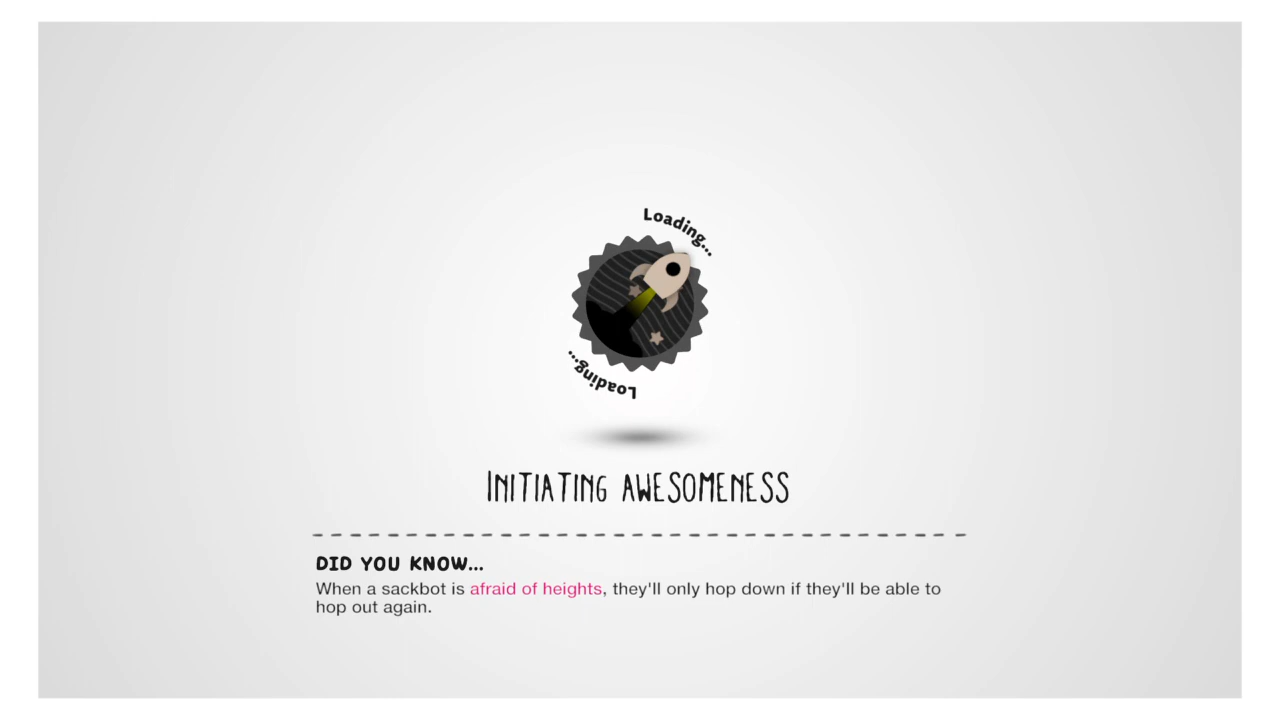 Loading...
Loading...
INITIATING AWESOMENESS
DID YOU KNOW...
When a sackbot is afraid of heights, they'll only hop down if they'll be able to
hop out again.